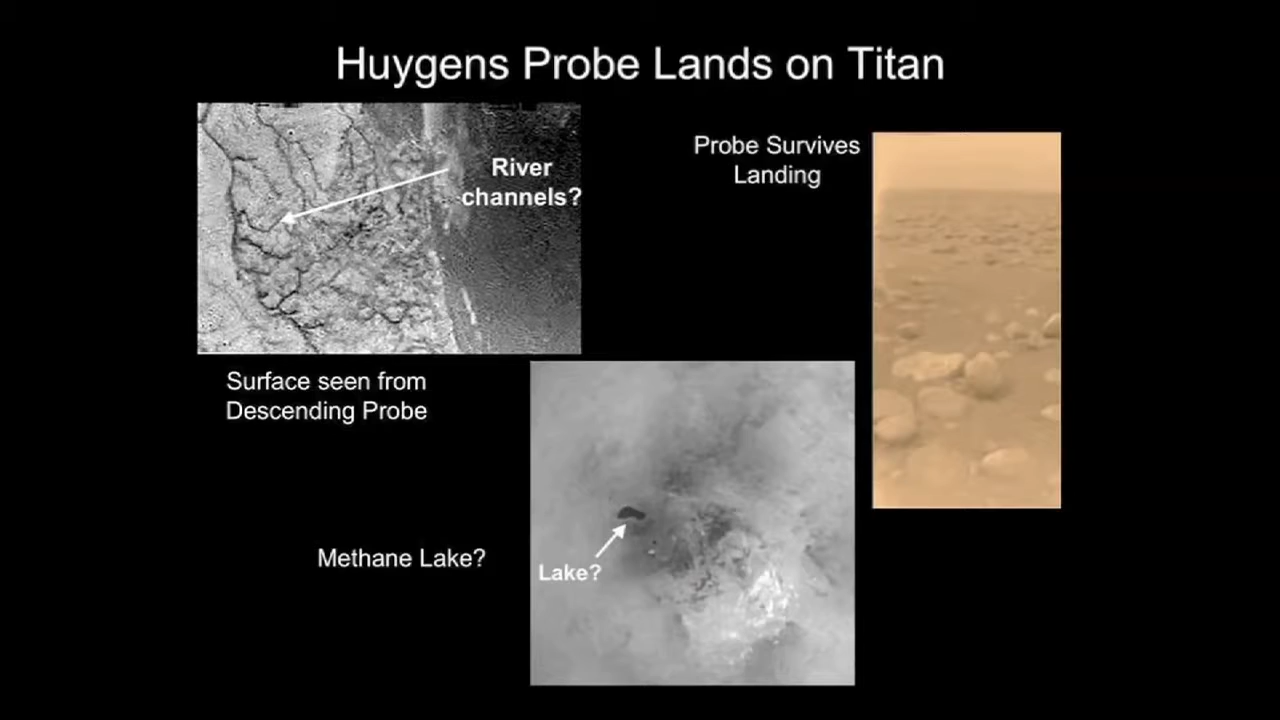 Huygens Probe Lands on Titan
River
channels?
Probe Survives
Landing
Surface seen from
Descending Probe
Methane Lake?
Lake?